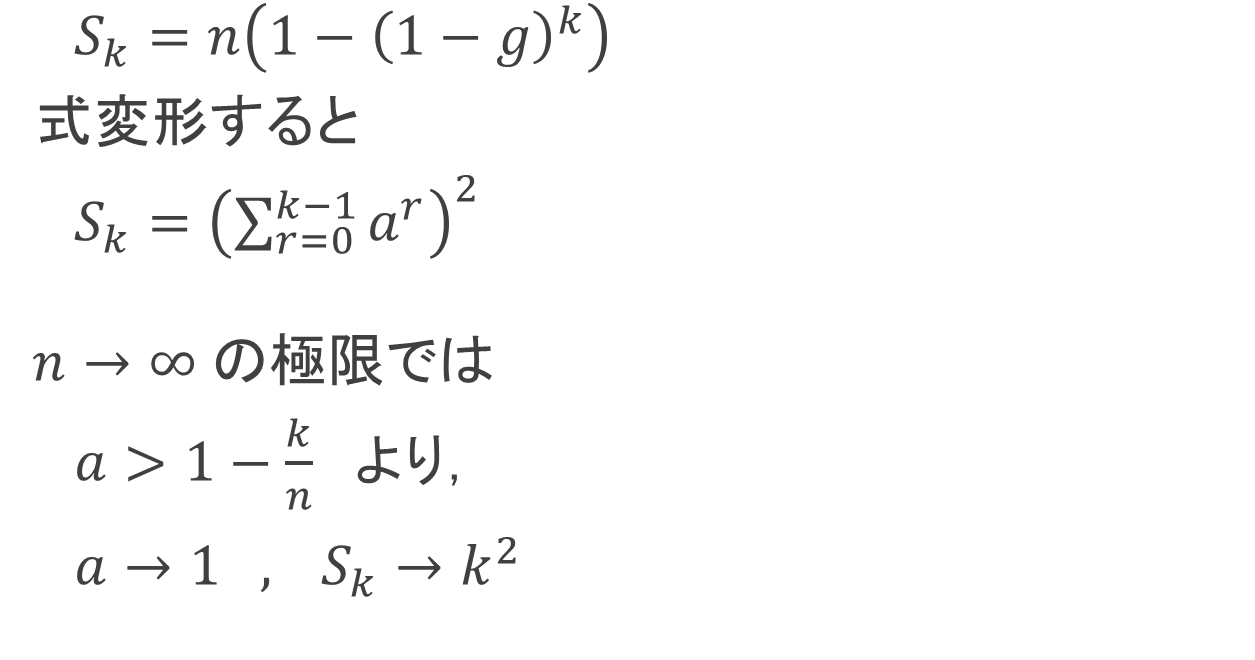 S_k = n(1 − (1 − g)^k)
式変形すると
S_k = (∑_{r=0}^{k−1} a^r)^2
n → ∞ の極限では
a > 1 − k/n より,
a → 1 , S_k → k^2